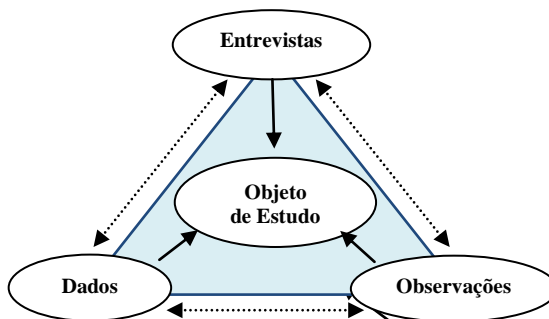 Entrevistas
Objeto
de Estudo
Dados
Observações